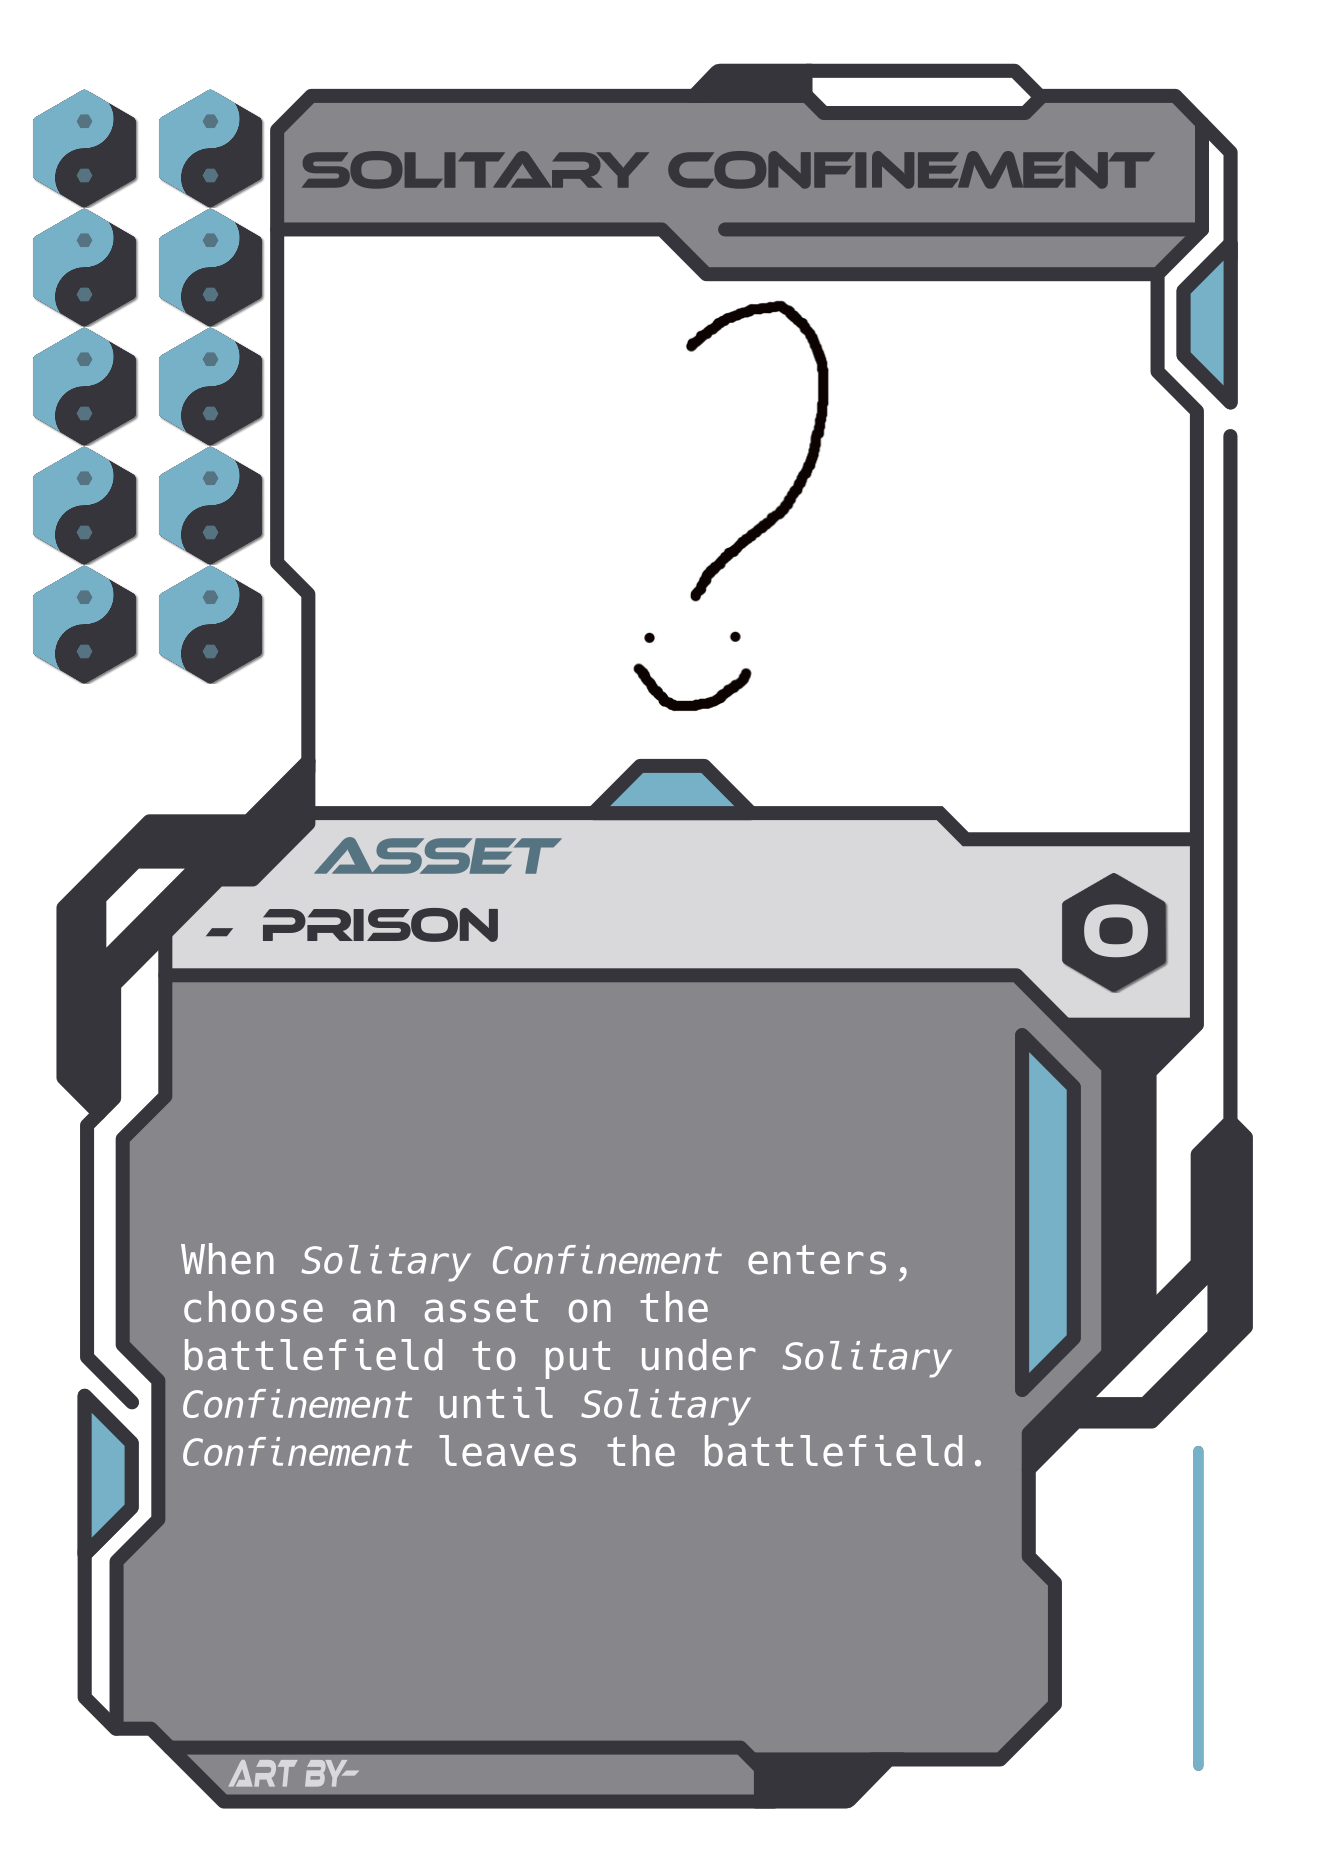 SOLITARY CONFINEMENT
ASSET
- PRISON
0
When Solitary Confinement enters,
choose an asset on the
battlefield to put under Solitary
Confinement until Solitary
Confinement leaves the battlefield.
ART BY-